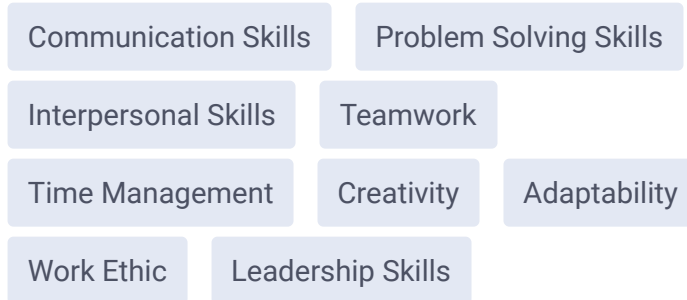 Communication Skills Problem Solving Skills
Interpersonal Skills Teamwork
Time Management Creativity Adaptability
Work Ethic Leadership Skills